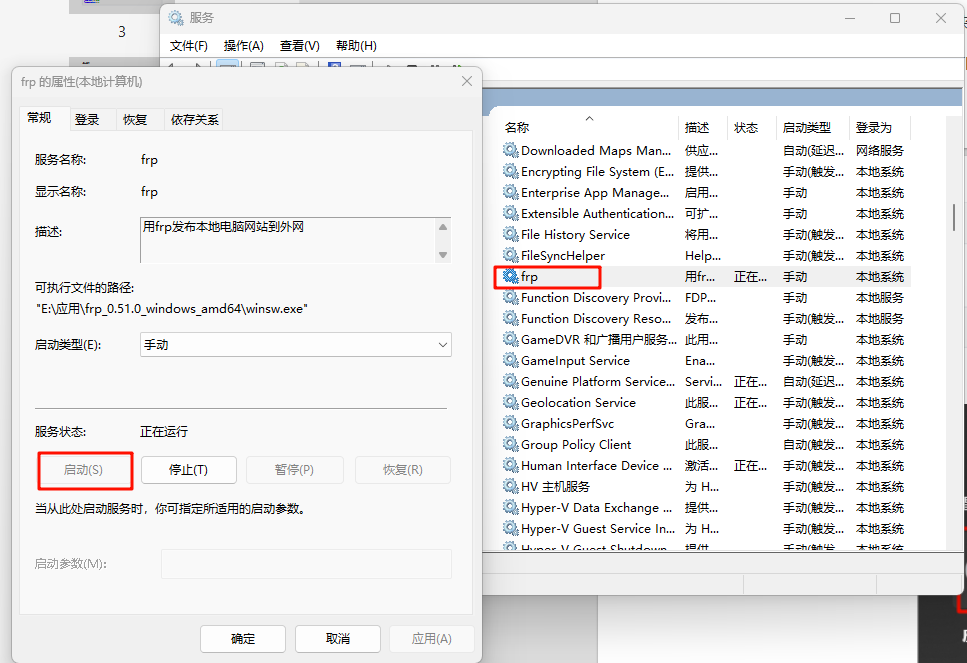 3
服务
文件(F) 操作(A) 查看(V) 帮助(H)
frp 的属性(本地计算机)
常规 登录 恢复 依存关系
服务名称: frp
显示名称: frp
描述: 用frp发布本地电脑网站到外网
可执行文件的路径:
"E:\应用\frp_0.51.0_windows_amd64\winsw.exe"
启动类型(E): 手动
服务状态: 正在运行
启动(S) 停止(T) 暂停(P) 恢复(R)
当从此处启动服务时，你可指定所适用的启动参数。
启动参数(M):
确定 取消 应用(A)
名称 描述 状态 启动类型 登录为
Downloaded Maps Man... 供应... 自动(延迟... 网络服务
Encrypting File System (E... 提供... 手动(触发... 本地系统
Enterprise App Manage... 启用... 手动 本地系统
Extensible Authentication... 可扩... 手动 本地系统
File History Service 将用... 手动(触发... 本地系统
FileSyncHelper Help... 手动(触发... 本地系统
frp 用fr... 正在... 手动 本地系统
Function Discovery Provi... FDP... 手动 本地服务
Function Discovery Reso... 发布... 手动(触发... 本地服务
GameDVR 和广播用户服务... 此用... 手动 本地系统
GameInput Service Ena... 手动(触发... 本地系统
Genuine Platform Service... Servi... 正在... 自动(延迟... 本地系统
Geolocation Service 此服... 正在... 手动(触发... 本地系统
GraphicsPerfSvc Gra... 手动(触发... 本地系统
Group Policy Client 此服... 自动(触发... 本地系统
Human Interface Device ... 激活... 正在... 手动(触发... 本地系统
HV 主机服务 为 H... 手动(触发... 本地系统
Hyper-V Data Exchange ... 提供... 手动(触发... 本地系统
Hyper-V Guest Service In... 为 H... 手动(触发... 本地系统
Hyper-V Guest Shutdown 提供... 手动(触发... 本地系统